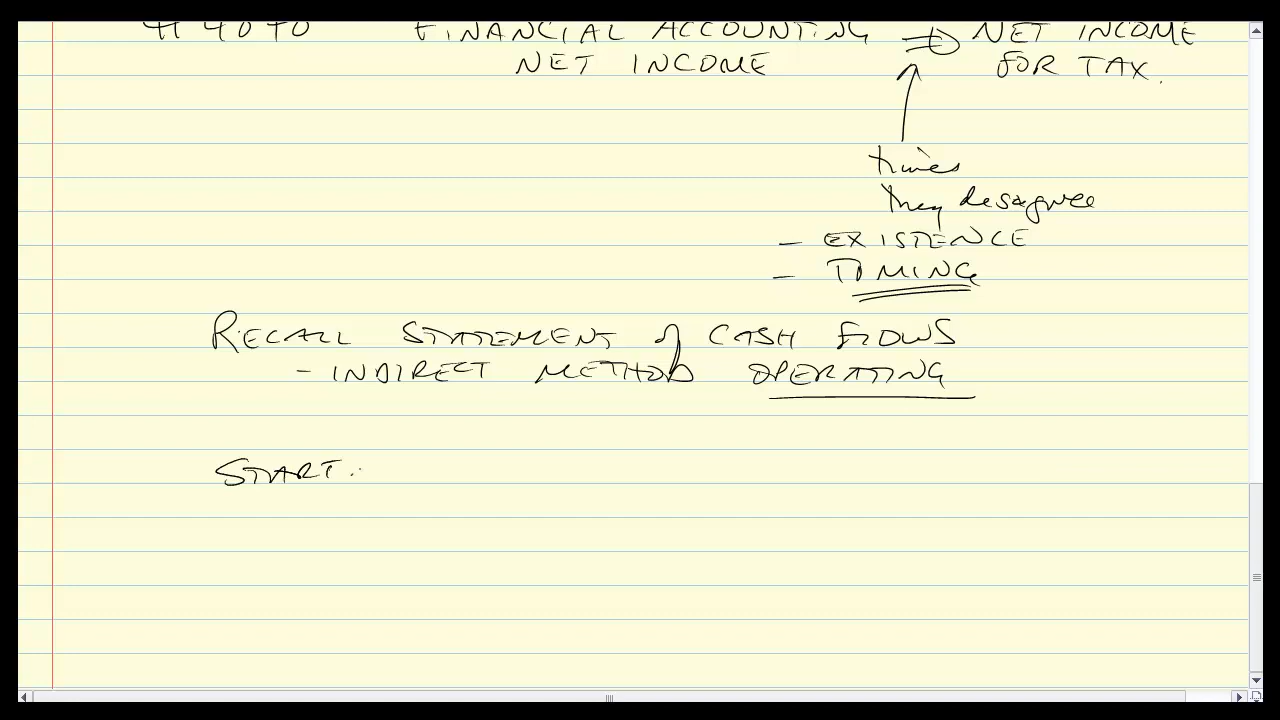 FINANCIAL ACCOUNTING NET INCOME
NET INCOME FOR TAX.
times
they disagree
- EXISTENCE
- TIMING
RECALL STATEMENT of CASH FLOWS
- INDIRECT METHOD OPERATING
START: